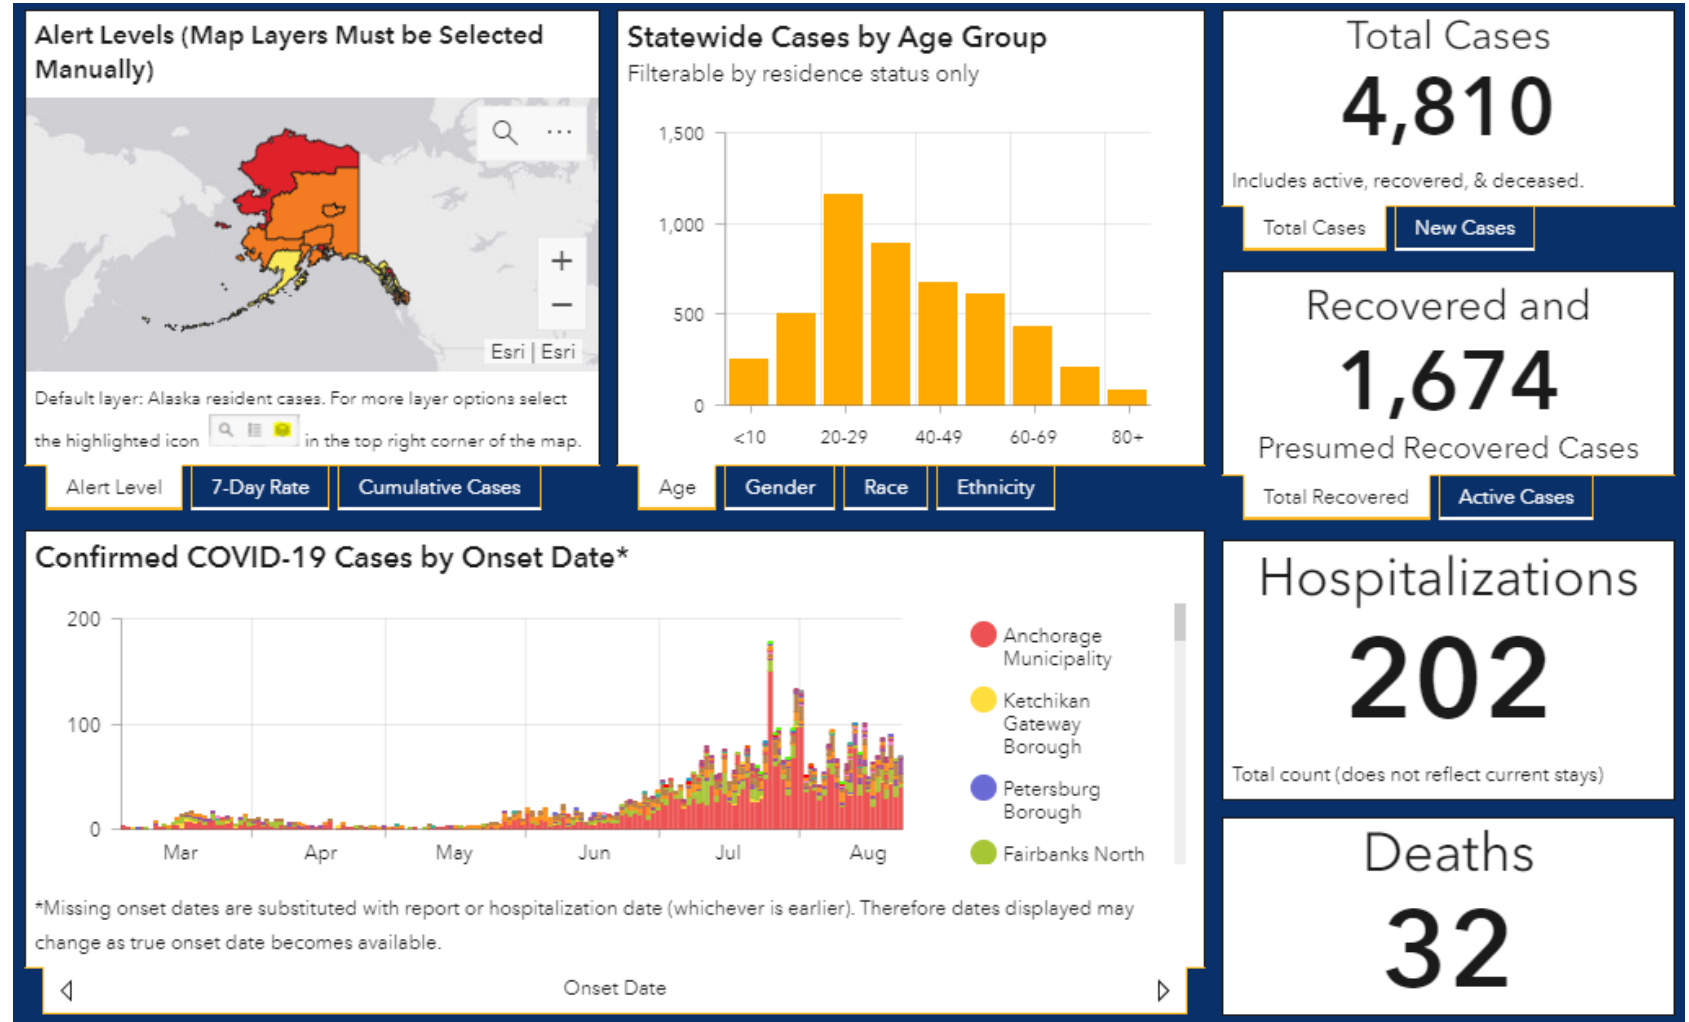 Alert Levels (Map Layers Must be Selected
Manually)
Esri | Esri
Default layer: Alaska resident cases. For more layer options select
the highlighted icon in the top right corner of the map.
Alert Level
7-Day Rate
Cumulative Cases
Statewide Cases by Age Group
Filterable by residence status only
1,500
1,000
500
0
<10 20-29 40-49 60-69 80+
Age
Gender
Race
Ethnicity
Total Cases
4,810
Includes active, recovered, & deceased.
Total Cases
New Cases
Recovered and
1,674
Presumed Recovered Cases
Total Recovered
Active Cases
Confirmed COVID-19 Cases by Onset Date*
200
100
0
Mar Apr May Jun Jul Aug
Anchorage
Municipality
Ketchikan
Gateway
Borough
Petersburg
Borough
Fairbanks North
*Missing onset dates are substituted with report or hospitalization date (whichever is earlier). Therefore dates displayed may
change as true onset date becomes available.
Onset Date
Hospitalizations
202
Total count (does not reflect current stays)
Deaths
32